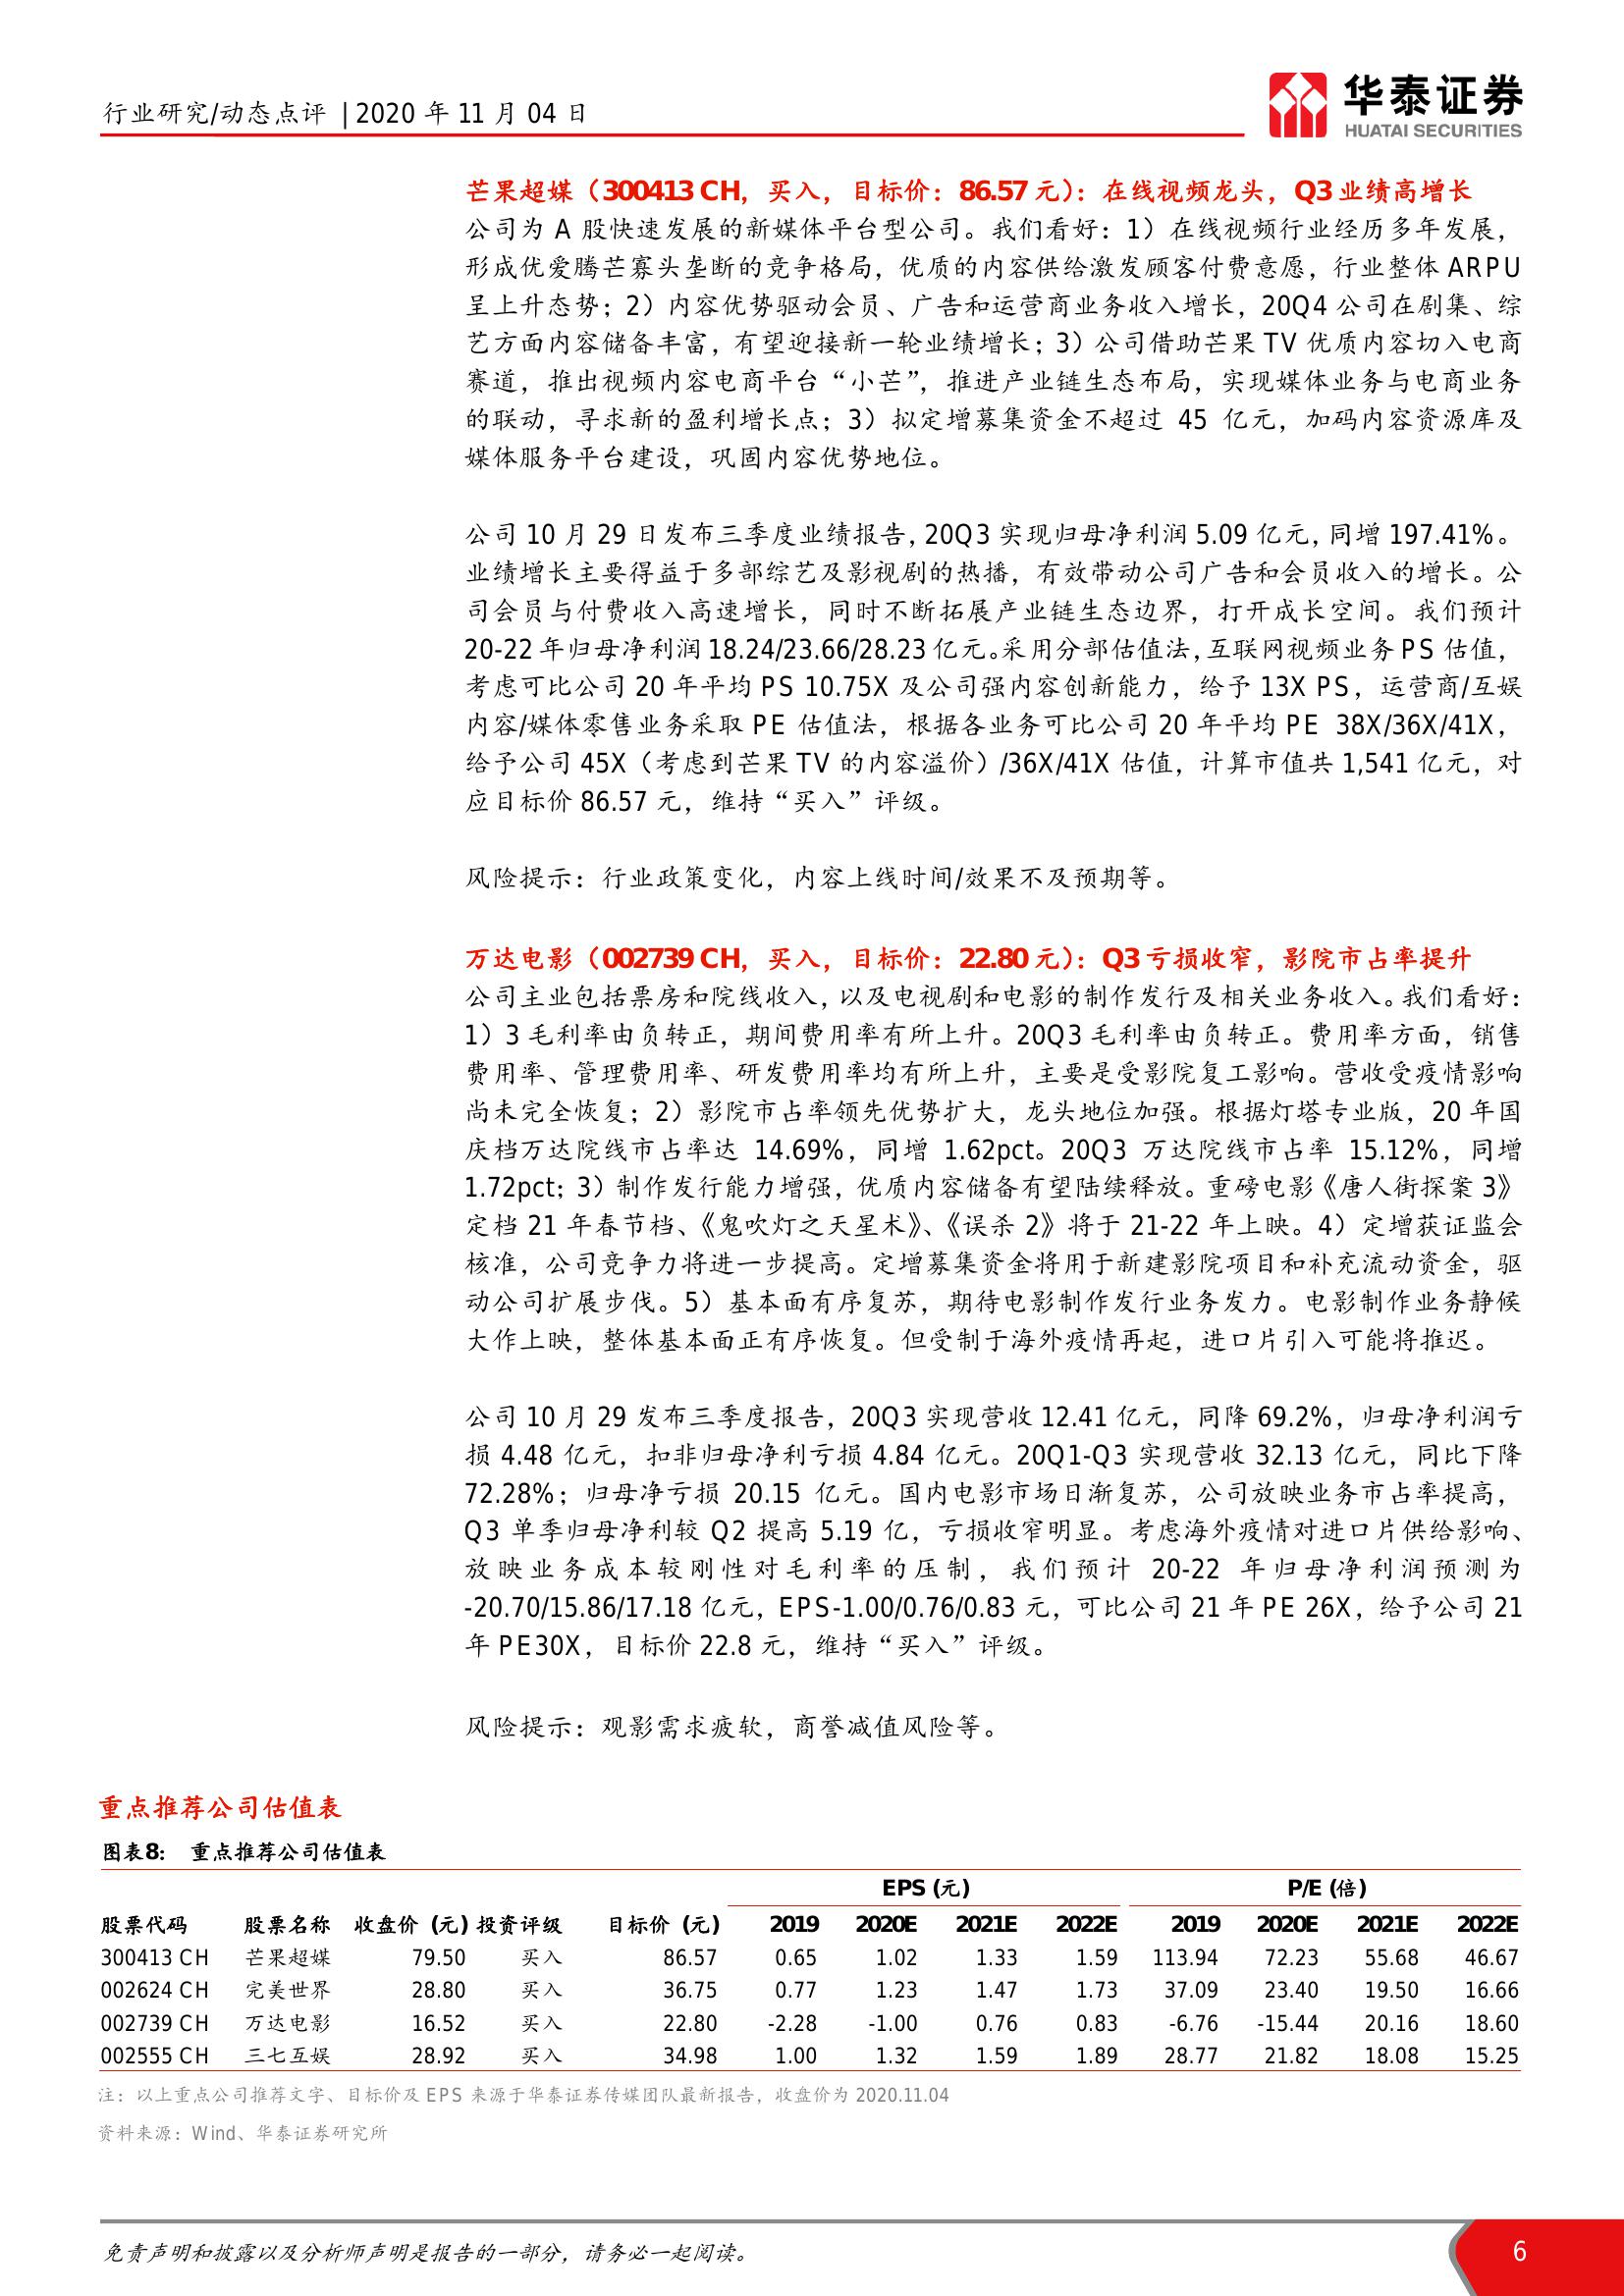 行业研究/动态点评 | 2020 年 11 月 04 日
华泰证券
HUATAI SECURITIES
芒果超媒（300413 CH，买入，目标价：86.57 元）：在线视频龙头，Q3 业绩高增长
公司为 A 股快速发展的新媒体平台型公司。我们看好：1）在线视频行业经历多年发展，
形成优爱腾芒寡头垄断的竞争格局，优质的内容供给激发顾客付费意愿，行业整体 ARPU
呈上升态势；2）内容优势驱动会员、广告和运营商业务收入增长，20Q4 公司在剧集、综
艺方面内容储备丰富，有望迎接新一轮业绩增长；3）公司借助芒果 TV 优质内容切入电商
赛道，推出视频内容电商平台“小芒”，推进产业链生态布局，实现媒体业务与电商业务
的联动，寻求新的盈利增长点；3）拟定增募集资金不超过 45 亿元，加码内容资源库及
媒体服务平台建设，巩固内容优势地位。
公司 10 月 29 日发布三季度业绩报告，20Q3 实现归母净利润 5.09 亿元，同增 197.41%。
业绩增长主要得益于多部综艺及影视剧的热播，有效带动公司广告和会员收入的增长。公
司会员与付费收入高速增长，同时不断拓展产业链生态边界，打开成长空间。我们预计
20-22 年归母净利润 18.24/23.66/28.23 亿元。采用分部估值法，互联网视频业务 PS 估值，
考虑可比公司 20 年平均 PS 10.75X 及公司强内容创新能力，给予 13X PS，运营商/互娱
内容/媒体零售业务采取 PE 估值法，根据各业务可比公司 20 年平均 PE 38X/36X/41X，
给予公司 45X（考虑到芒果 TV 的内容溢价）/36X/41X 估值，计算市值共 1,541 亿元，对
应目标价 86.57 元，维持“买入”评级。
风险提示：行业政策变化，内容上线时间/效果不及预期等。
万达电影（002739 CH，买入，目标价：22.80 元）：Q3 亏损收窄，影院市占率提升
公司主业包括票房和院线收入，以及电视剧和电影的制作发行及相关业务收入。我们看好：
1）3 毛利率由负转正，期间费用率有所上升。20Q3 毛利率由负转正。费用率方面，销售
费用率、管理费用率、研发费用率均有所上升，主要是受影院复工影响。营收受疫情影响
尚未完全恢复；2）影院市占率领先优势扩大，龙头地位加强。根据灯塔专业版，20 年国
庆档万达院线市占率达 14.69%，同增 1.62pct。20Q3 万达院线市占率 15.12%，同增
1.72pct；3）制作发行能力增强，优质内容储备有望陆续释放。重磅电影《唐人街探案 3》
定档 21 年春节档、《鬼吹灯之天星术》、《误杀 2》将于 21-22 年上映。4）定增获证监会
核准，公司竞争力将进一步提高。定增募集资金将用于新建影院项目和补充流动资金，驱
动公司扩展步伐。5）基本面有序复苏，期待电影制作发行业务发力。电影制作业务静候
大作上映，整体基本面正有序恢复。但受制于海外疫情再起，进口片引入可能将推迟。
公司 10 月 29 发布三季度报告，20Q3 实现营收 12.41 亿元，同降 69.2%，归母净利润亏
损 4.48 亿元，扣非归母净利亏损 4.84 亿元。20Q1-Q3 实现营收 32.13 亿元，同比下降
72.28%；归母净亏损 20.15 亿元。国内电影市场日渐复苏，公司放映业务市占率提高，
Q3 单季归母净利较 Q2 提高 5.19 亿，亏损收窄明显。考虑海外疫情对进口片供给影响、
放映业务成本较刚性对毛利率的压制，我们预计 20-22 年归母净利润预测为
-20.70/15.86/17.18 亿元，EPS-1.00/0.76/0.83 元，可比公司 21 年 PE 26X，给予公司 21
年 PE30X，目标价 22.8 元，维持“买入”评级。
风险提示：观影需求疲软，商誉减值风险等。
重点推荐公司估值表
图表8： 重点推荐公司估值表
EPS (元) P/E (倍)
股票代码 股票名称 收盘价 (元) 投资评级 目标价 (元) 2019 2020E 2021E 2022E 2019 2020E 2021E 2022E
300413 CH 芒果超媒 79.50 买入 86.57 0.65 1.02 1.33 1.59 113.94 72.23 55.68 46.67
002624 CH 完美世界 28.80 买入 36.75 0.77 1.23 1.47 1.73 37.09 23.40 19.50 16.66
002739 CH 万达电影 16.52 买入 22.80 -2.28 -1.00 0.76 0.83 -6.76 -15.44 20.16 18.60
002555 CH 三七互娱 28.92 买入 34.98 1.00 1.32 1.59 1.89 28.77 21.82 18.08 15.25
注：以上重点公司推荐文字、目标价及 EPS 来源于华泰证券传媒团队最新报告，收盘价为 2020.11.04
资料来源：Wind、华泰证券研究所
免责声明和披露以及分析师声明是报告的一部分，请务必一起阅读。
6